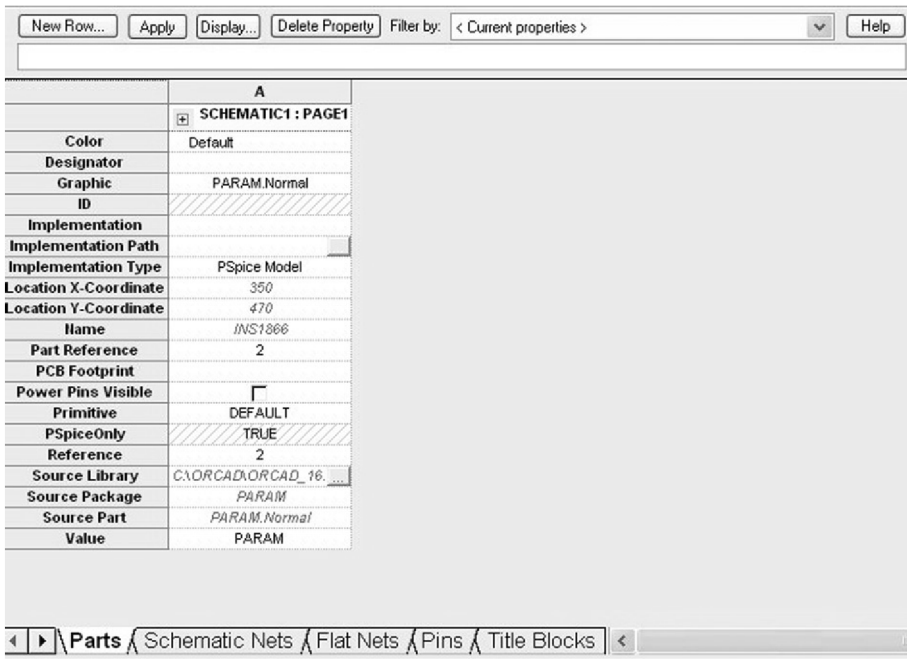 New Row... Apply Display... Delete Property Filter by: < Current properties > Help
A
SCHEMATIC1 : PAGE1
Color Default
Designator
Graphic PARAM.Normal
ID
Implementation
Implementation Path
Implementation Type PSpice Model
Location X-Coordinate 350
Location Y-Coordinate 470
Name INS1866
Part Reference 2
PCB Footprint
Power Pins Visible
Primitive DEFAULT
PSpiceOnly TRUE
Reference 2
Source Library C:\ORCAD\ORCAD_16. ...
Source Package PARAM
Source Part PARAM.Normal
Value PARAM
Parts Schematic Nets Flat Nets Pins Title Blocks